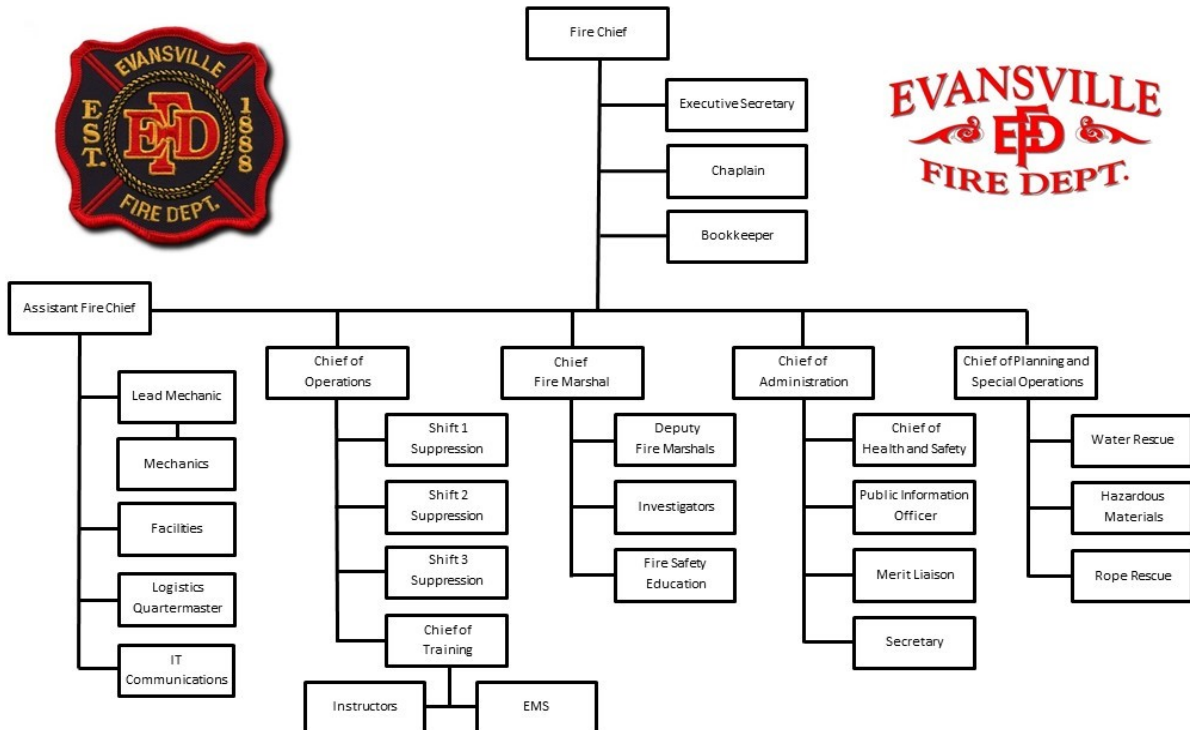 Fire Chief
EVANSVILLE
EST.
1888
EFD
FIRE DEPT.
EVANSVILLE
EFD
FIRE DEPT.
Executive Secretary
Chaplain
Bookkeeper
Assistant Fire Chief
Lead Mechanic
Mechanics
Facilities
Logistics
Quartermaster
IT
Communications
Chief of
Operations
Shift 1
Suppression
Shift 2
Suppression
Shift 3
Suppression
Chief of
Training
Instructors
EMS
Chief
Fire Marshal
Deputy
Fire Marshals
Investigators
Fire Safety
Education
Chief of
Administration
Chief of
Health and Safety
Public Information
Officer
Merit Liaison
Secretary
Chief of Planning and
Special Operations
Water Rescue
Hazardous
Materials
Rope Rescue